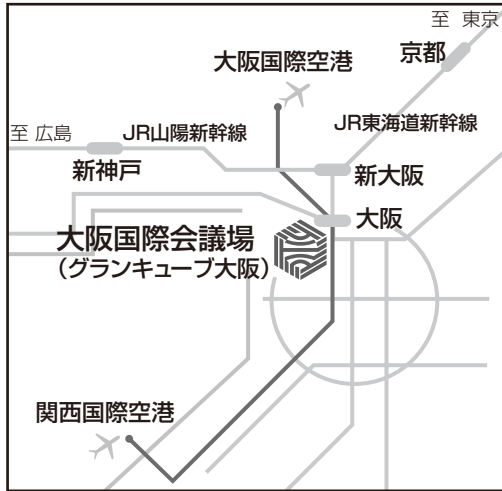 至 東京
京都
大阪国際空港
JR東海道新幹線
至 広島
JR山陽新幹線
新神戸
新大阪
大阪
大阪国際会議場
（グランキューブ大阪）
関西国際空港